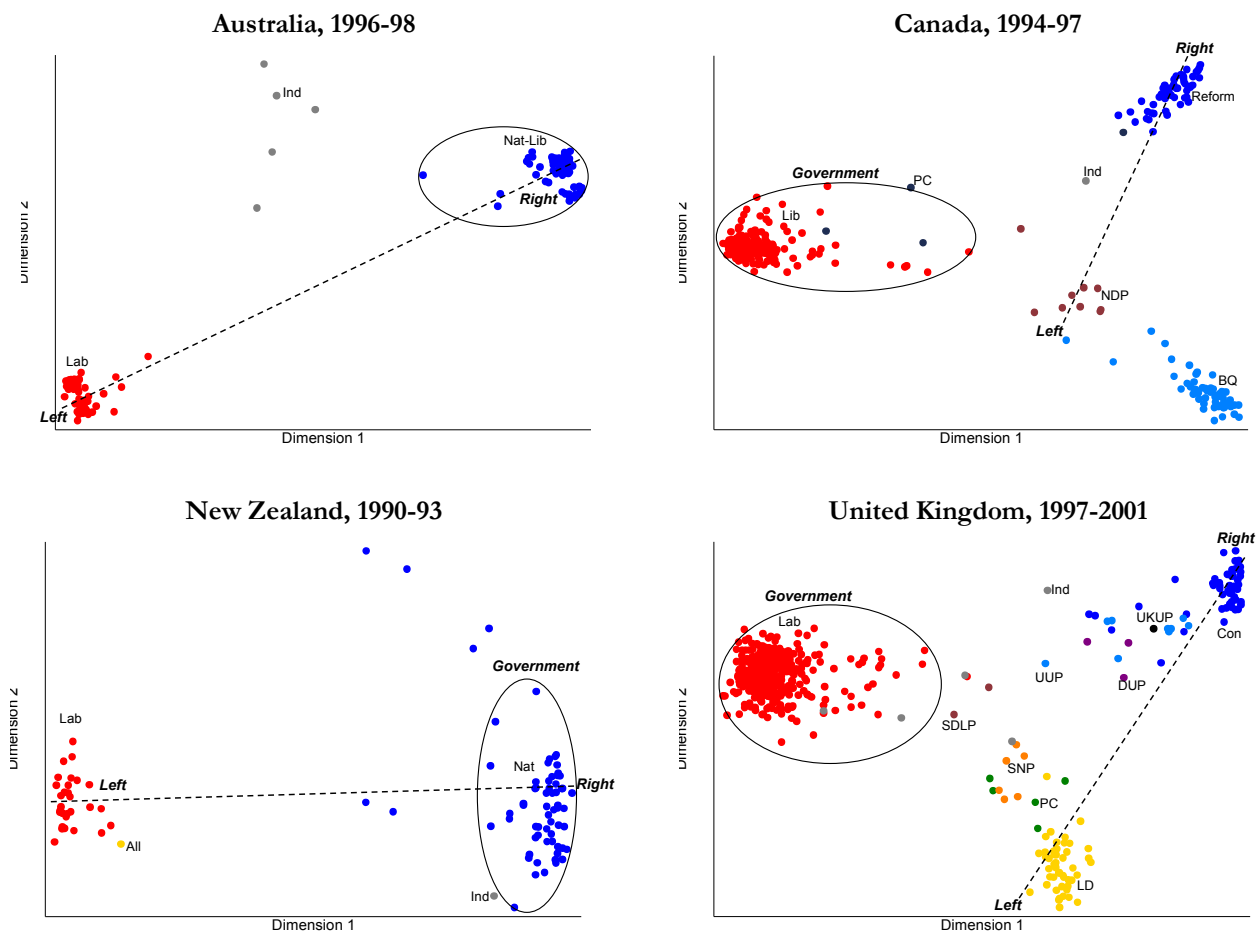 Australia, 1996-98
Ind
Nat-Lib
Right
Lab
Left
Dimension 2
Dimension 1
Canada, 1994-97
Right
Reform
Government
PC
Ind
Lib
NDP
Left
BQ
Dimension 2
Dimension 1
New Zealand, 1990-93
Government
Lab
Nat
Left
Right
All
Ind
Dimension 2
Dimension 1
United Kingdom, 1997-2001
Right
Ind
Government
Lab
UKUP
Con
UUP
DUP
SDLP
SNP
PC
LD
Left
Dimension 2
Dimension 1